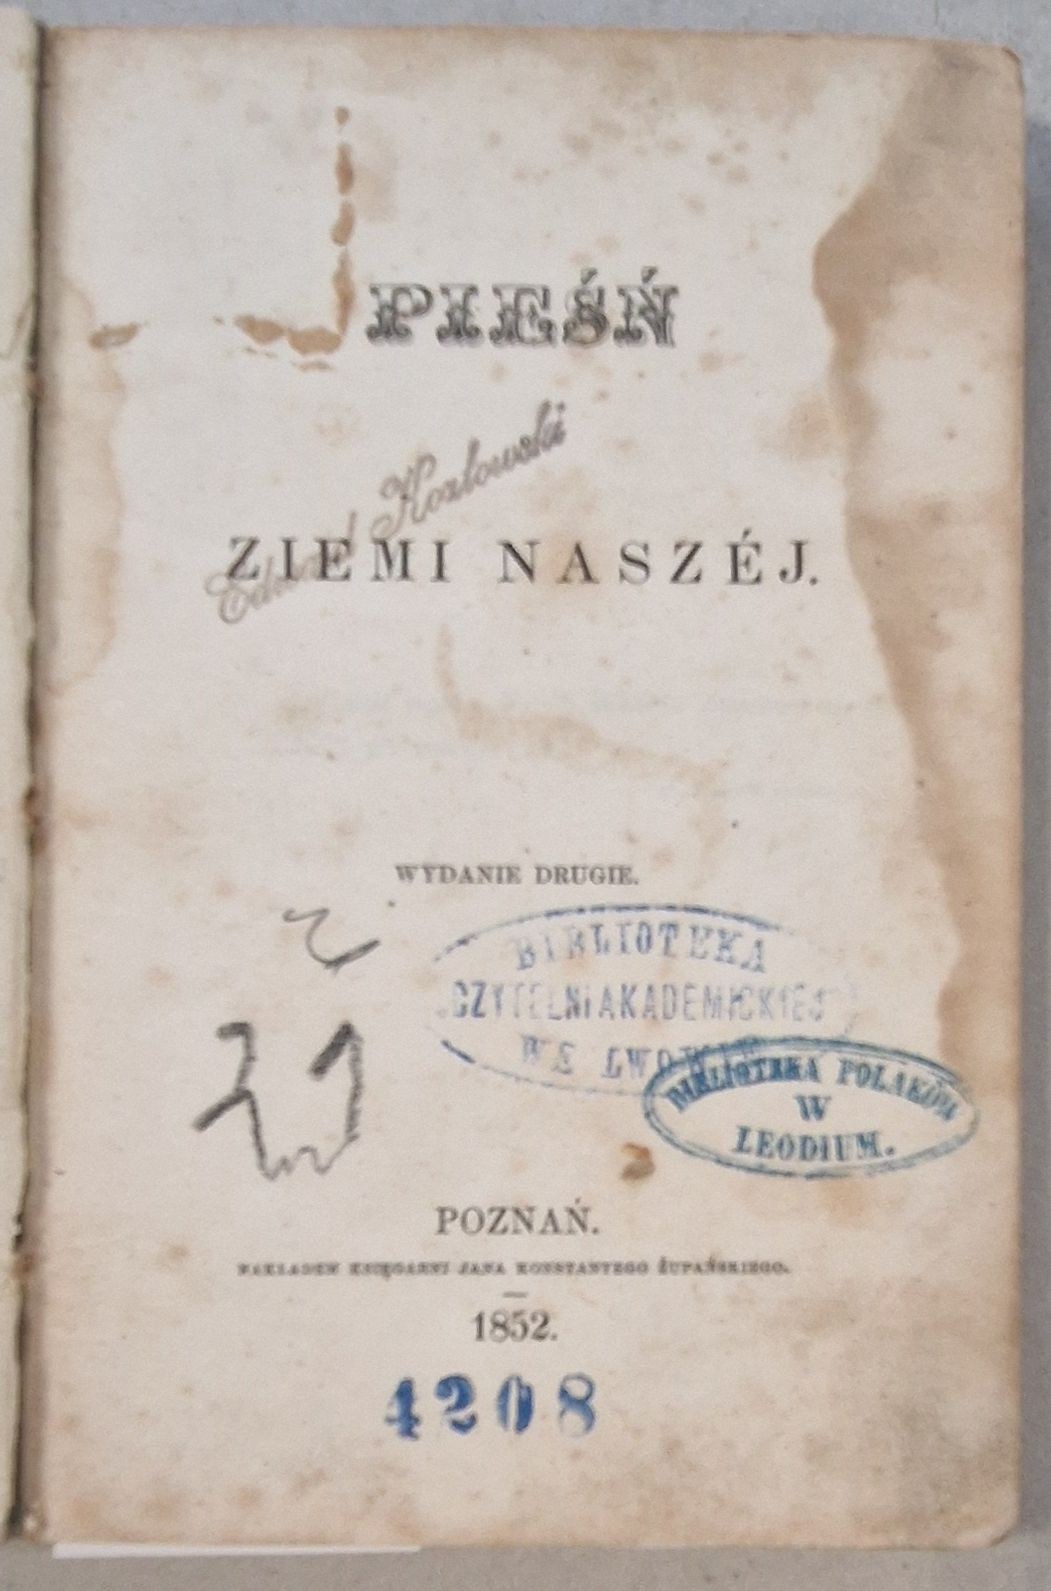 PIEŚŃ
Kozłowski
ZIEMI NASZÉJ.
WYDANIE DRUGIE.
BIBLIOTEKA
CZYTELNI AKADEMICKIEJ
WE LWOWIE
BIBLIOTEKA POLAKÓW
W
LEODIUM.
POZNAŃ.
NAKŁADEM KSIĘGARNI JANA KONSTANTEGO ŻUPAŃSKIEGO.
1852.
4208